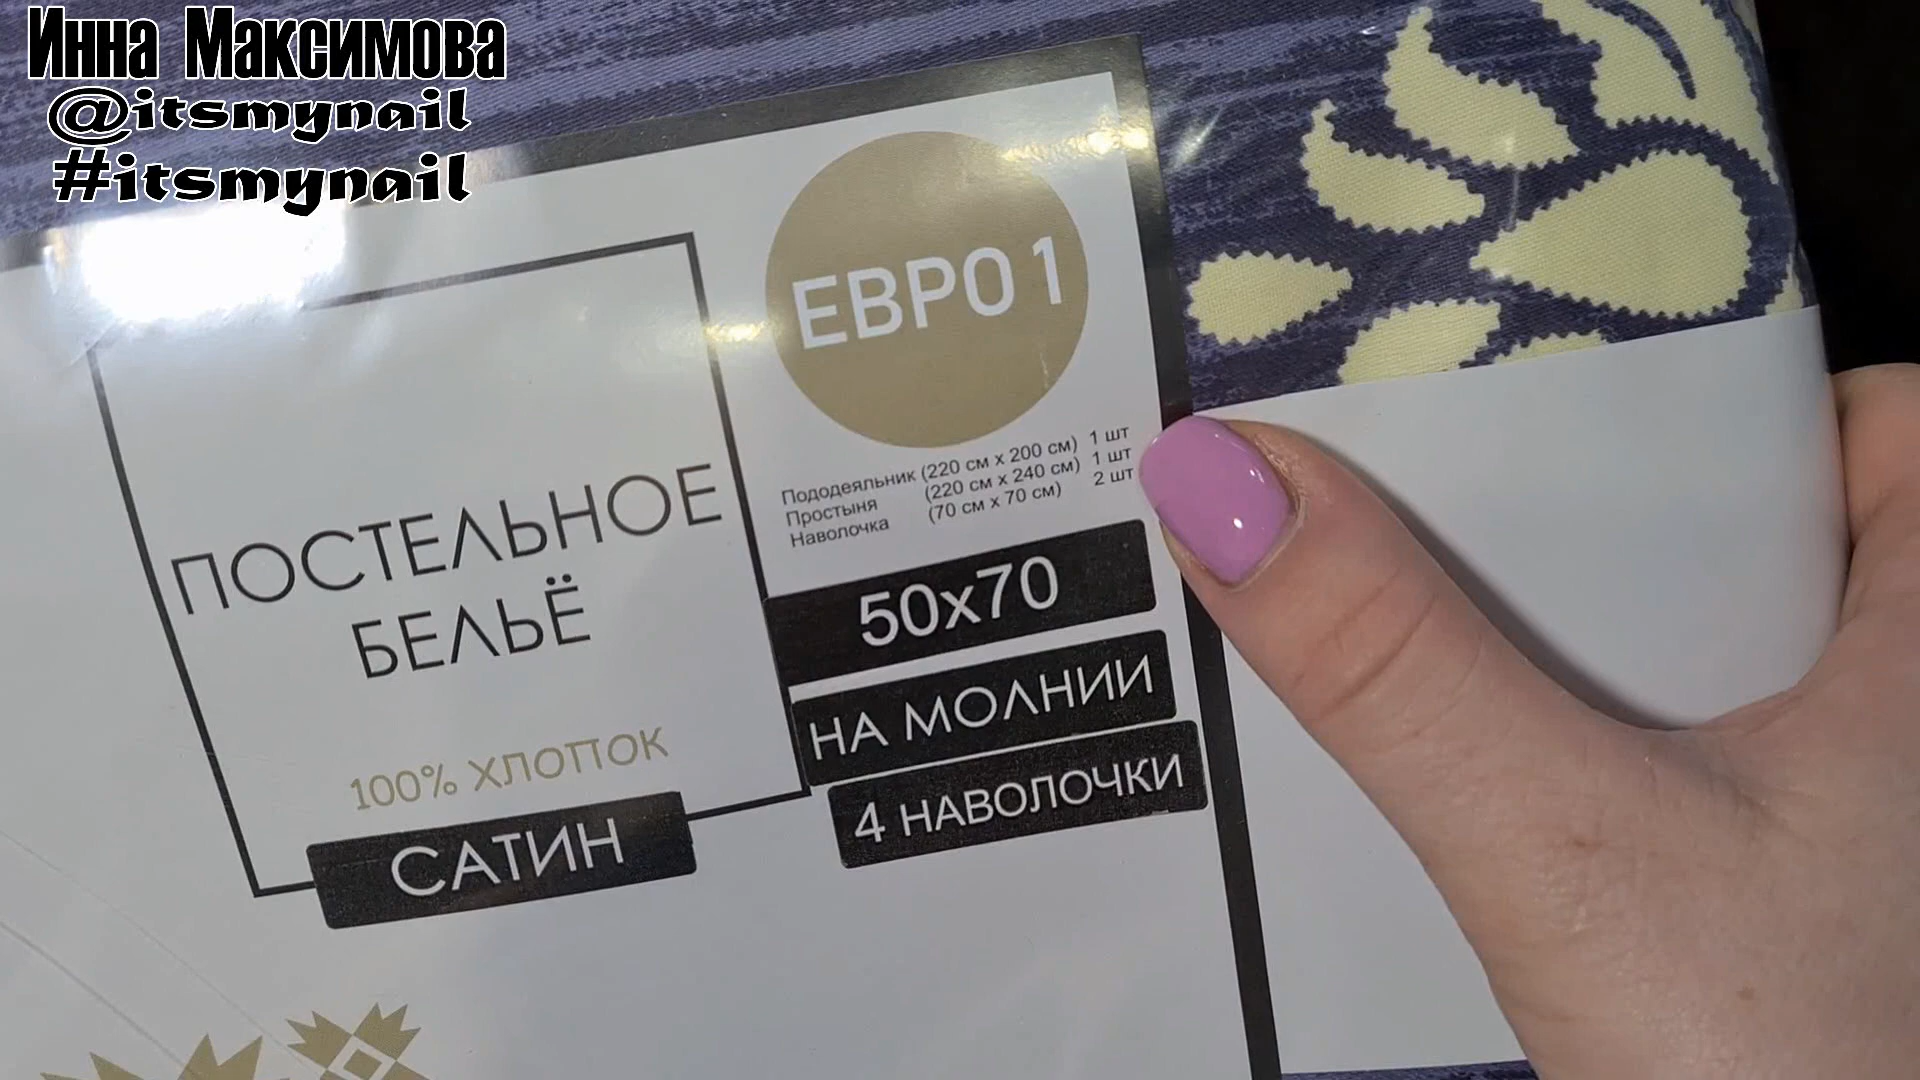 Инна Максимова
@itsmynail
#itsmynail
ЕВРО 1
Пододеяльник (220 см х 200 см) 1 шт
Простыня (220 см х 240 см) 1 шт
Наволочка (70 см х 70 см) 2 шт
50х70
НА МОЛНИИ
4 НАВОЛОЧКИ
ПОСТЕЛЬНОЕ
БЕЛЬЁ
100% ХЛОПОК
САТИН